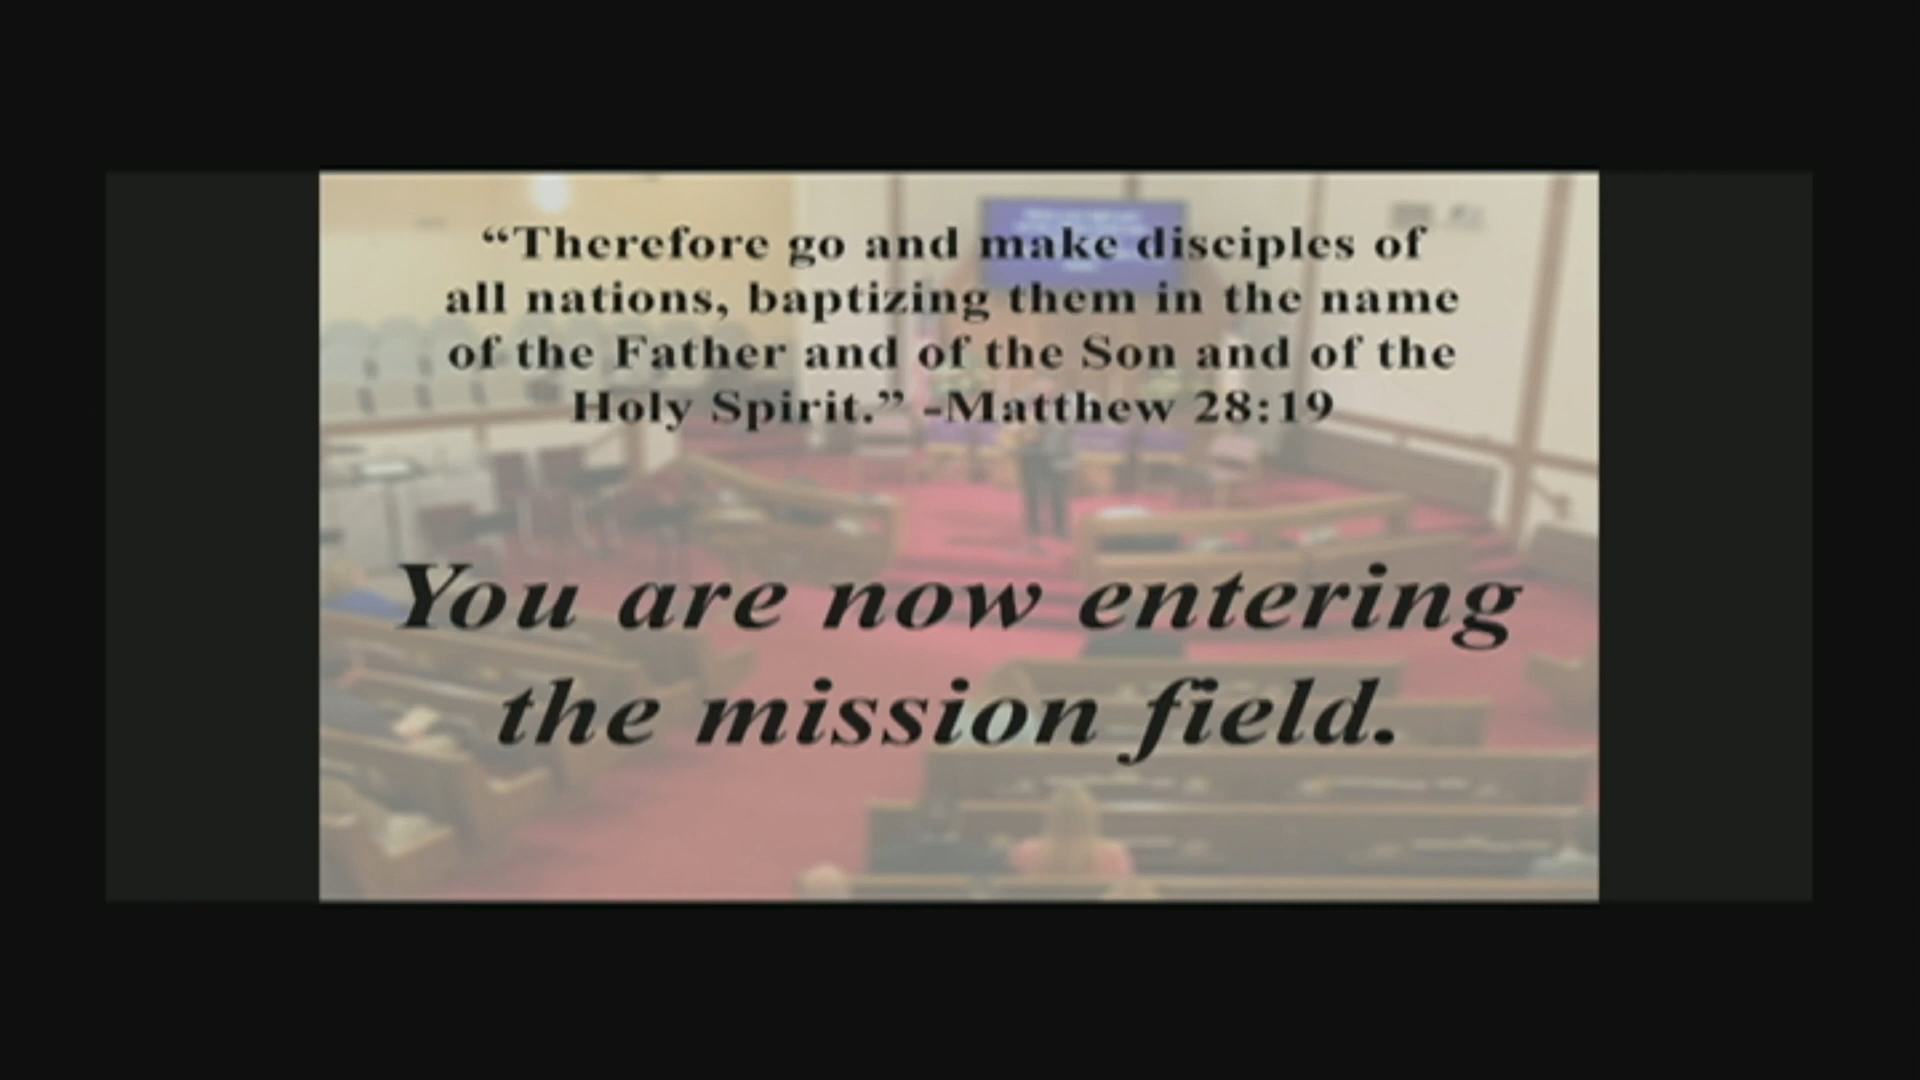 “Therefore go and make disciples of
all nations, baptizing them in the name
of the Father and of the Son and of the
Holy Spirit.” -Matthew 28:19
You are now entering
the mission field.